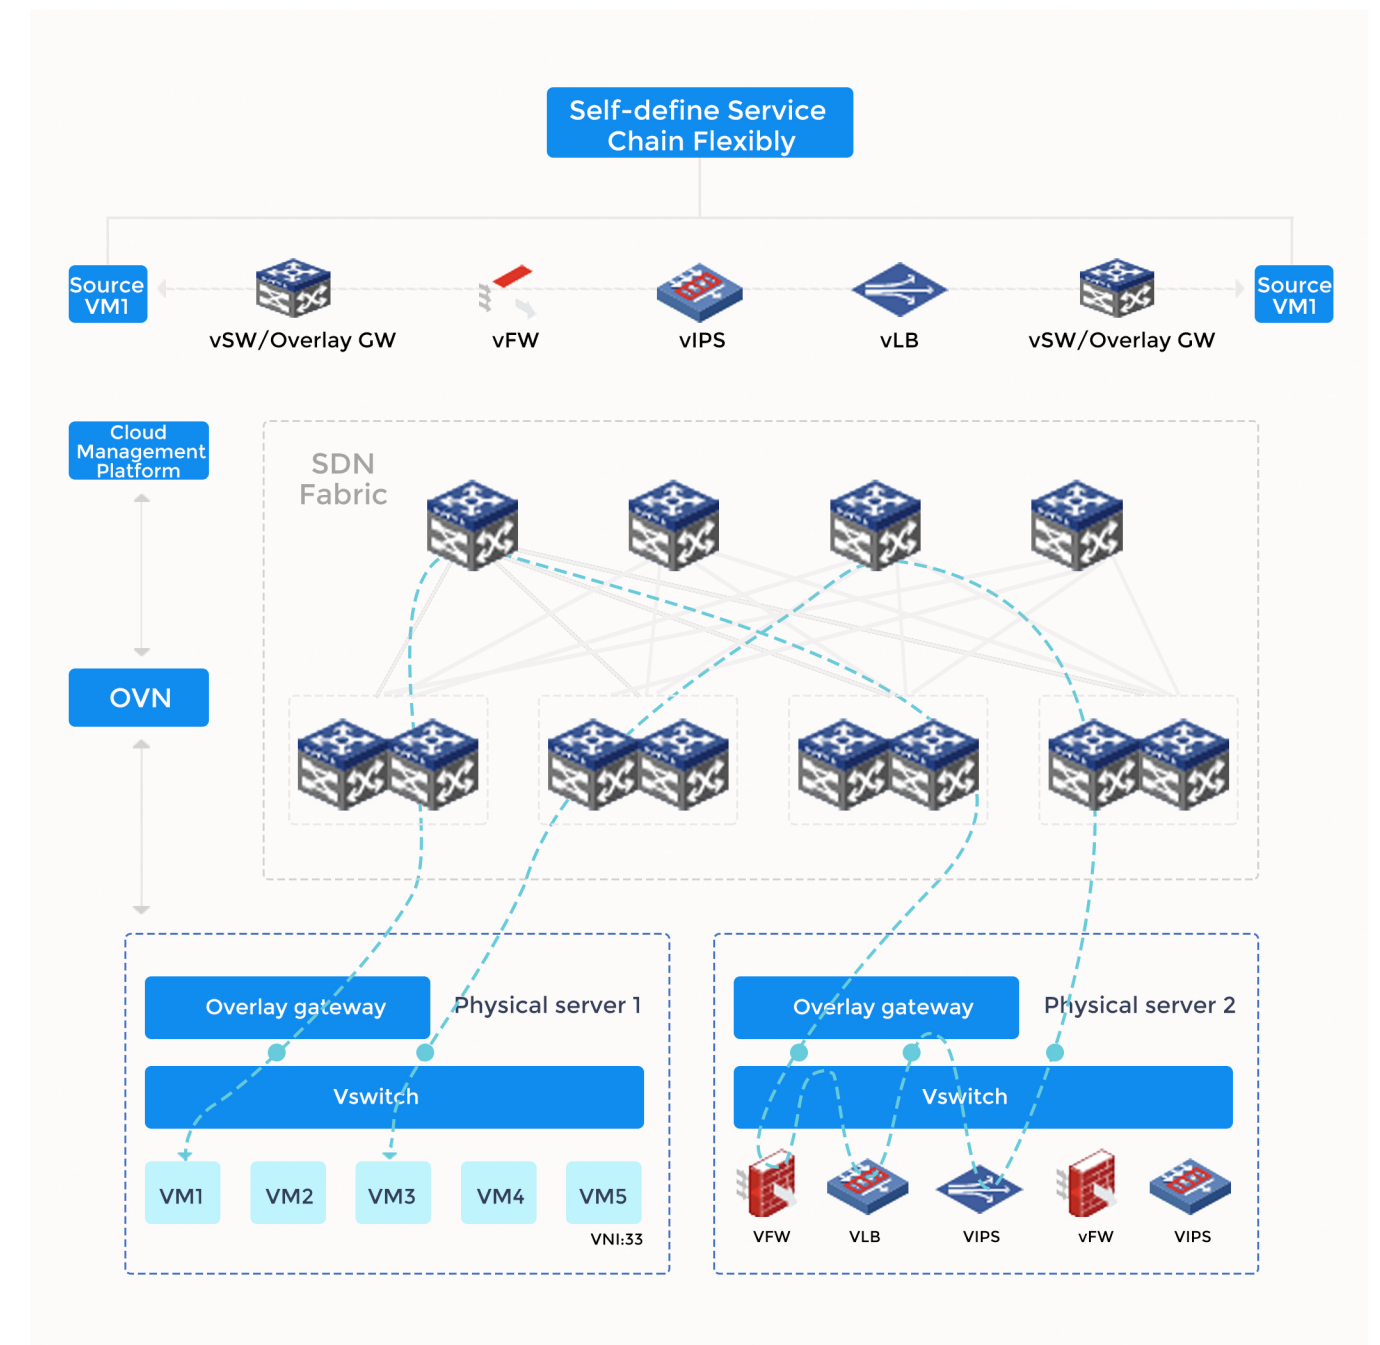 Self-define Service
Chain Flexibly
Source
VM1
Source
VM1
vSW/Overlay GW
vFW
vIPS
vLB
vSW/Overlay GW
Cloud
Management
Platform
SDN
Fabric
OVN
Overlay gateway
Physical server 1
Overlay gateway
Physical server 2
Vswitch
Vswitch
VM1
VM2
VM3
VM4
VM5
VNI:33
VFW
VLB
VIPS
vFW
VIPS